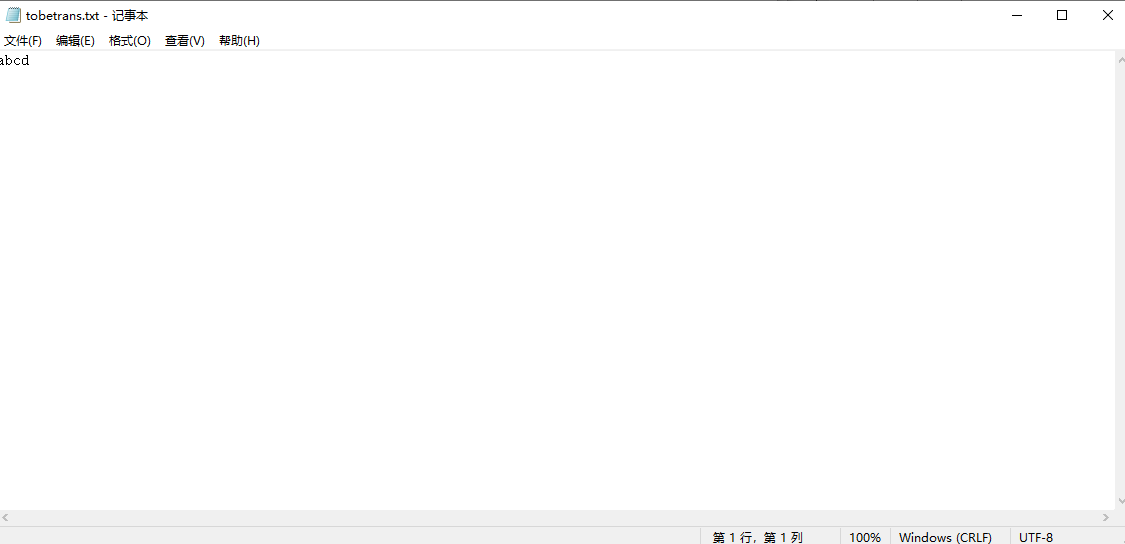 tobetrans.txt - 记事本
文件(F) 编辑(E) 格式(O) 查看(V) 帮助(H)
abcd
第 1 行，第 1 列 100% Windows (CRLF) UTF-8